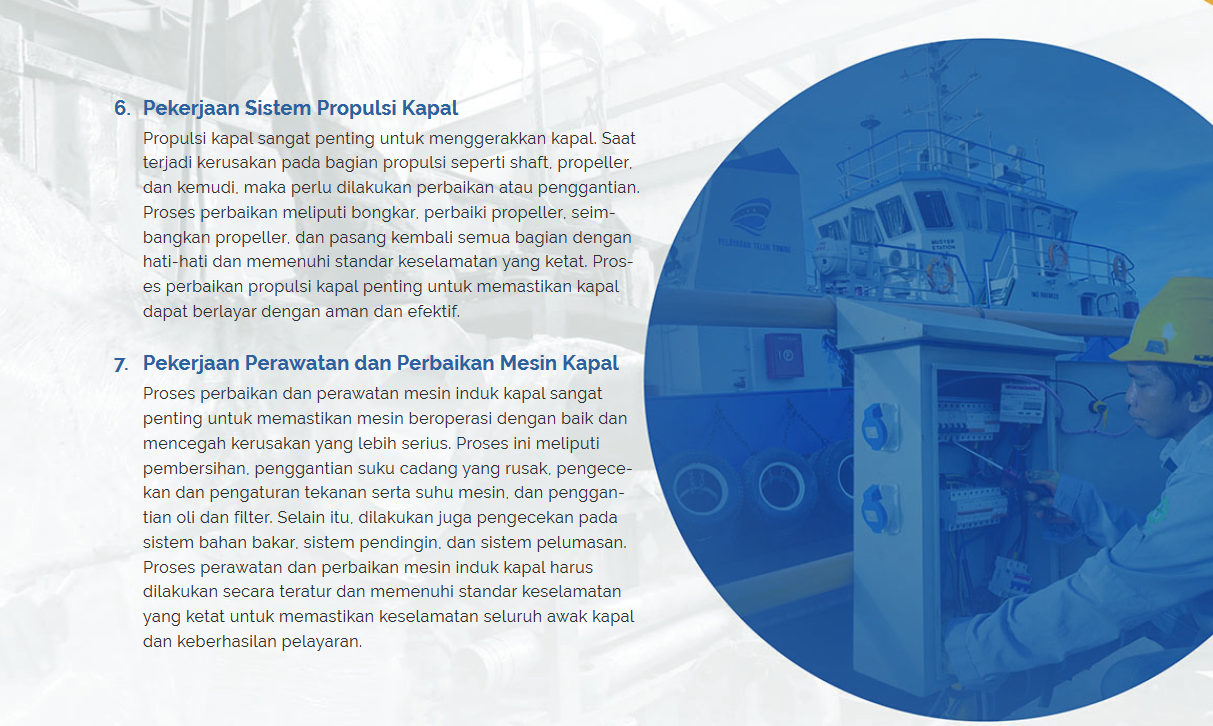 6. Pekerjaan Sistem Propulsi Kapal
Propulsi kapal sangat penting untuk menggerakkan kapal. Saat
terjadi kerusakan pada bagian propulsi seperti shaft, propeller,
dan kemudi, maka perlu dilakukan perbaikan atau penggantian.
Proses perbaikan meliputi bongkar, perbaiki propeller, seim-
bangkan propeller, dan pasang kembali semua bagian dengan
hati-hati dan memenuhi standar keselamatan yang ketat. Pros-
es perbaikan propulsi kapal penting untuk memastikan kapal
dapat berlayar dengan aman dan efektif.
7. Pekerjaan Perawatan dan Perbaikan Mesin Kapal
Proses perbaikan dan perawatan mesin induk kapal sangat
penting untuk memastikan mesin beroperasi dengan baik dan
mencegah kerusakan yang lebih serius. Proses ini meliputi
pembersihan, penggantian suku cadang yang rusak, pengece-
kan dan pengaturan tekanan serta suhu mesin, dan penggan-
tian oli dan filter. Selain itu, dilakukan juga pengecekan pada
sistem bahan bakar, sistem pendingin, dan sistem pelumasan.
Proses perawatan dan perbaikan mesin induk kapal harus
dilakukan secara teratur dan memenuhi standar keselamatan
yang ketat untuk memastikan keselamatan seluruh awak kapal
dan keberhasilan pelayaran.
PELAYARAN TELUK TOMINI
MUSTER
STATION